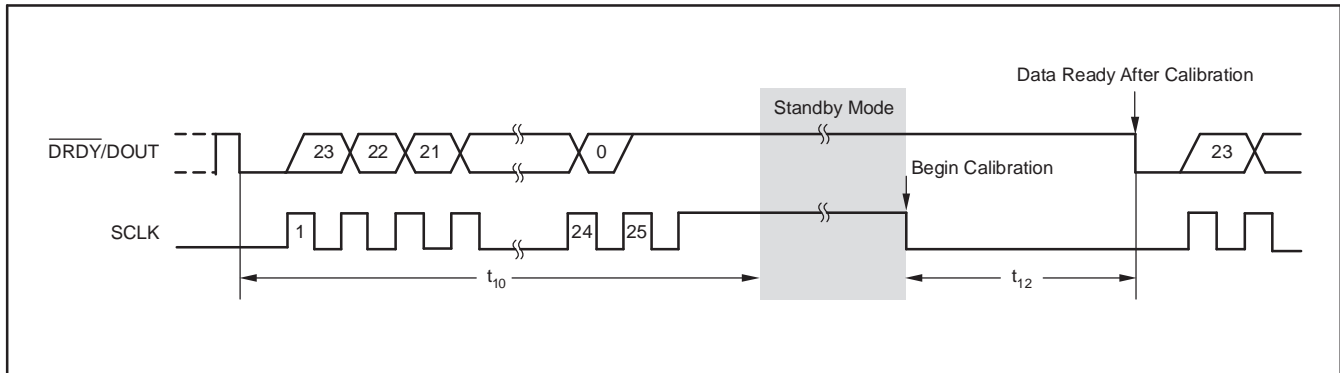 Data Ready After Calibration
Standby Mode
DRDY/DOUT
23 22 21 0 23
Begin Calibration
SCLK
1 24 25
t10 t12